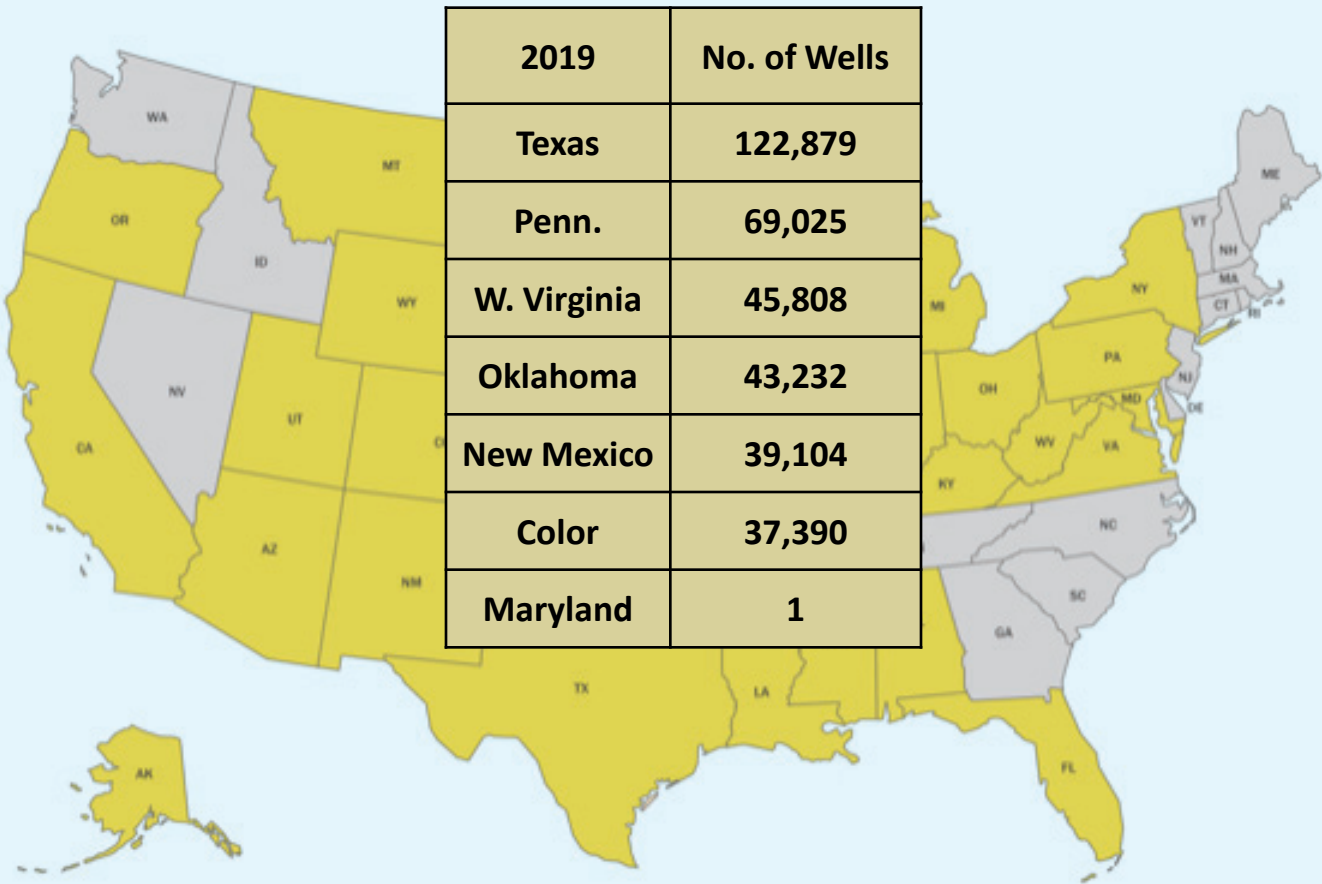 2019 No. of Wells
Texas 122,879
Penn. 69,025
W. Virginia 45,808
Oklahoma 43,232
New Mexico 39,104
Color 37,390
Maryland 1
WA
MT
ME
OR
VT
NH
ID
MA
WY
NY
CT
RI
MI
PA
NV
OH
NJ
UT
MD
DE
CA
WV
VA
KY
AZ
NC
NM
SC
GA
TX
LA
FL
AK